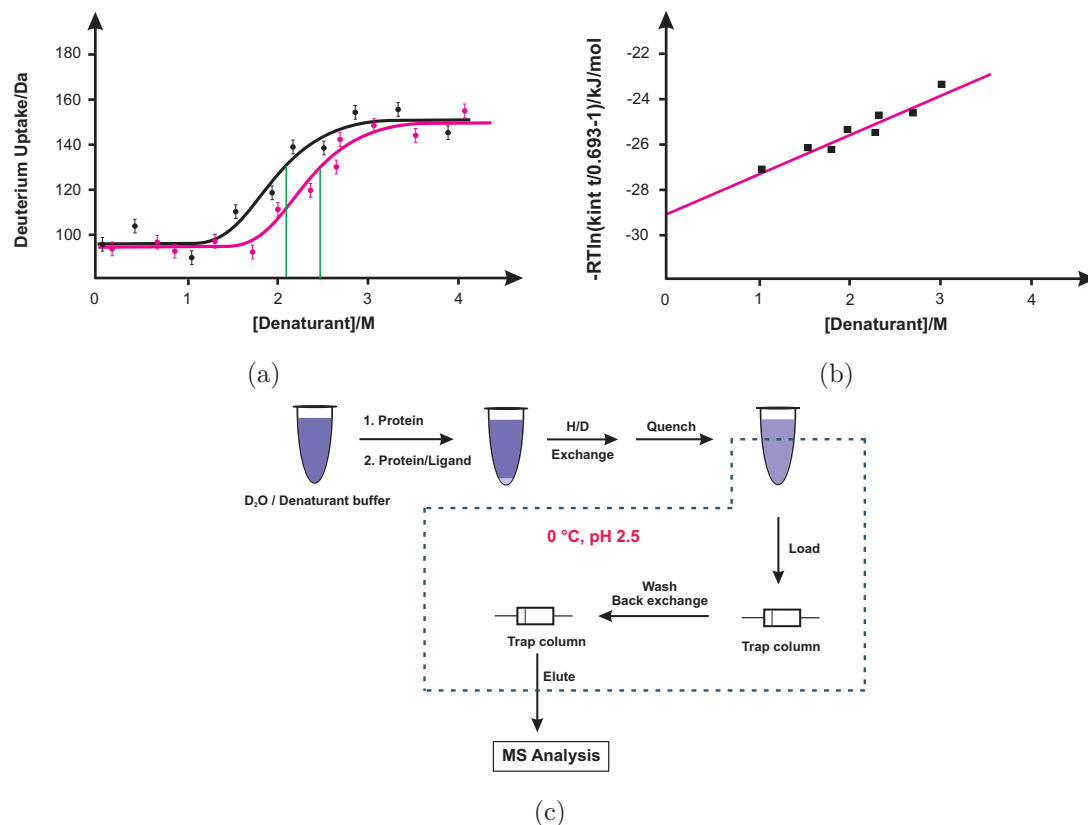 180
160
140
120
100
Deuterium Uptake/Da
0
1
2
3
4
[Denaturant]/M
(a)
-22
-24
-26
-28
-30
-RTln(kint t/0.693-1)/kJ/mol
0
1
2
3
4
[Denaturant]/M
(b)
1. Protein
2. Protein/Ligand
H/D
Exchange
Quench
D₂O / Denaturant buffer
0 °C, pH 2.5
Load
Wash
Back exchange
Trap column
Trap column
Elute
MS Analysis
(c)